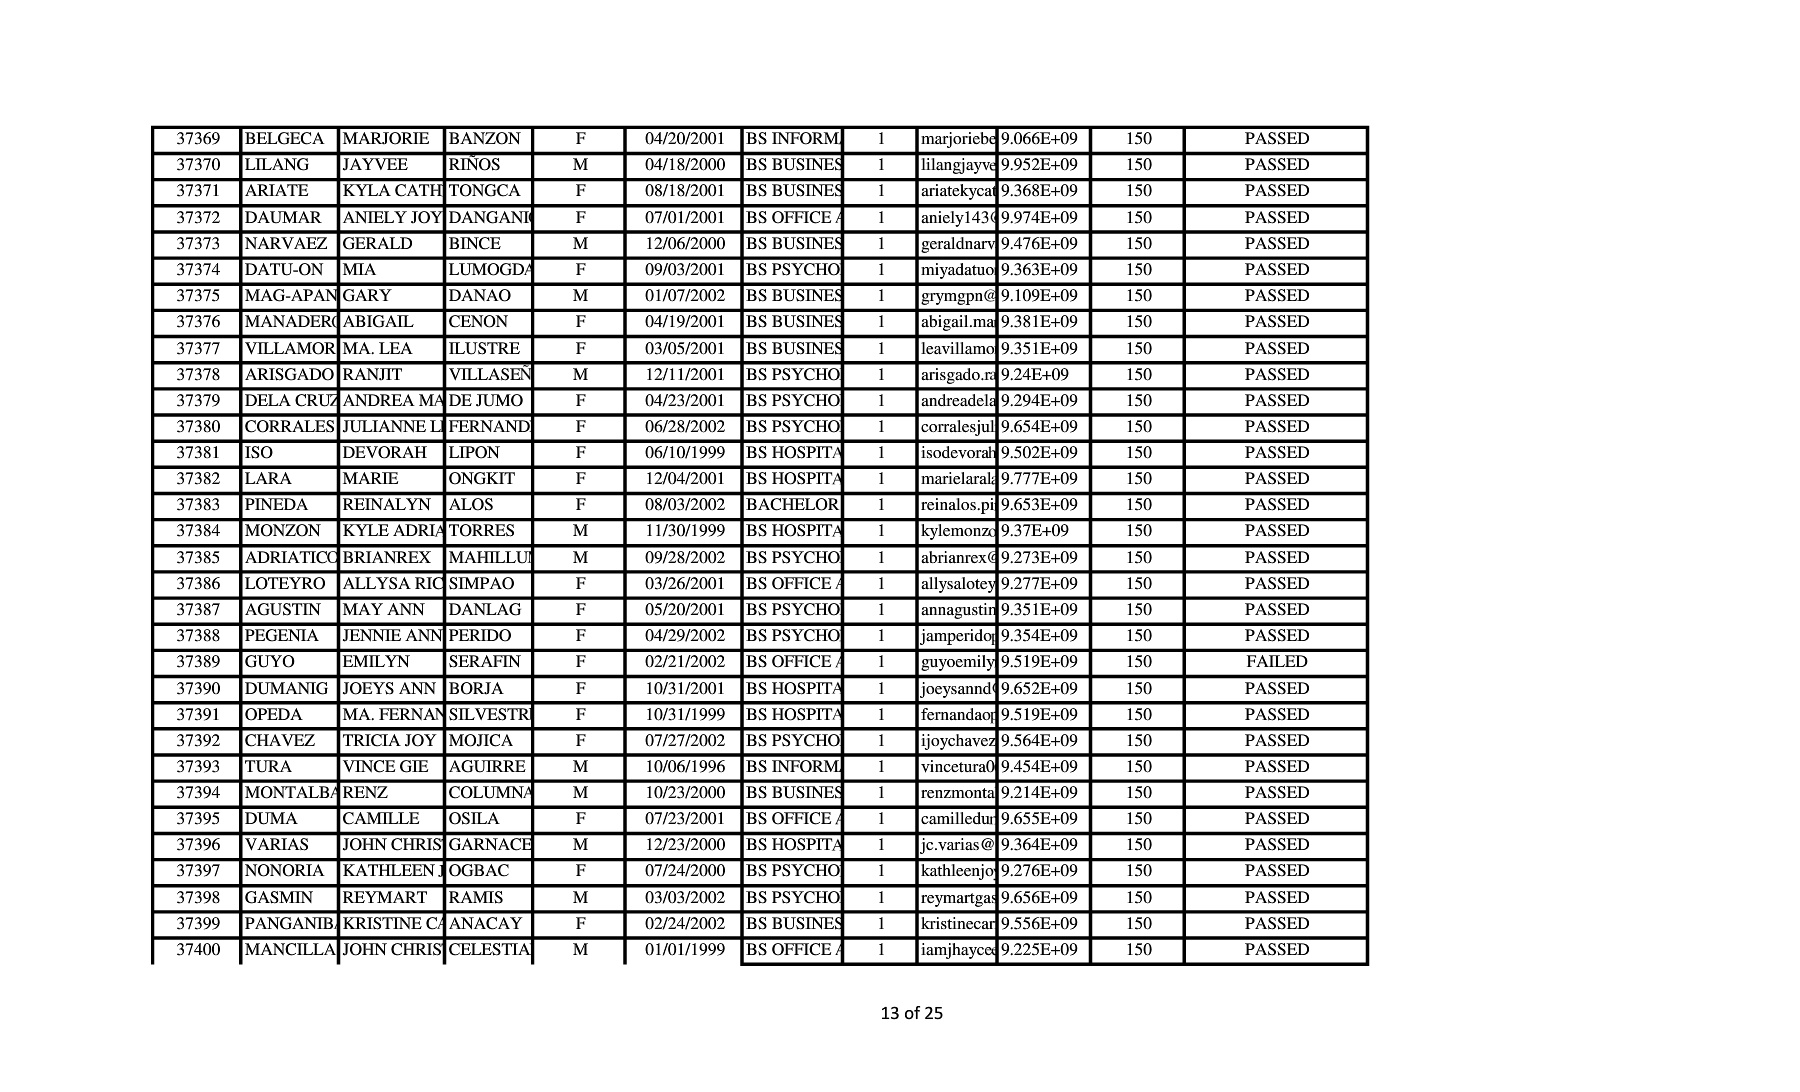 37369 BELGECA MARJORIE BANZON F 04/20/2001 BS INFORM 1 marjoriebe 9.066E+09 150 PASSED
37370 LILANG JAYVEE RIÑOS M 04/18/2000 BS BUSINES 1 lilangjayve 9.952E+09 150 PASSED
37371 ARIATE KYLA CATH TONGCA F 08/18/2001 BS BUSINES 1 ariatekycat 9.368E+09 150 PASSED
37372 DAUMAR ANIELY JOY DANGANI F 07/01/2001 BS OFFICE A 1 aniely143@ 9.974E+09 150 PASSED
37373 NARVAEZ GERALD BINCE M 12/06/2000 BS BUSINES 1 geraldnarv 9.476E+09 150 PASSED
37374 DATU-ON MIA LUMOGDA F 09/03/2001 BS PSYCHO 1 miyadatuo 9.363E+09 150 PASSED
37375 MAG-APAN GARY DANAO M 01/07/2002 BS BUSINES 1 grymgpn@ 9.109E+09 150 PASSED
37376 MANADERO ABIGAIL CENON F 04/19/2001 BS BUSINES 1 abigail.ma 9.381E+09 150 PASSED
37377 VILLAMOR MA. LEA ILUSTRE F 03/05/2001 BS BUSINES 1 leavillamo 9.351E+09 150 PASSED
37378 ARISGADO RANJIT VILLASEÑ M 12/11/2001 BS PSYCHO 1 arisgado.ra 9.24E+09 150 PASSED
37379 DELA CRUZ ANDREA MA DE JUMO F 04/23/2001 BS PSYCHO 1 andreadela 9.294E+09 150 PASSED
37380 CORRALES JULIANNE L FERNAND F 06/28/2002 BS PSYCHO 1 corralesjul 9.654E+09 150 PASSED
37381 ISO DEVORAH LIPON F 06/10/1999 BS HOSPITA 1 isodevorah 9.502E+09 150 PASSED
37382 LARA MARIE ONGKIT F 12/04/2001 BS HOSPITA 1 marielarala 9.777E+09 150 PASSED
37383 PINEDA REINALYN ALOS F 08/03/2002 BACHELOR 1 reinalos.pi 9.653E+09 150 PASSED
37384 MONZON KYLE ADRIA TORRES M 11/30/1999 BS HOSPITA 1 kylemonzo 9.37E+09 150 PASSED
37385 ADRIATICO BRIANREX MAHILLU M 09/28/2002 BS PSYCHO 1 abrianrex@ 9.273E+09 150 PASSED
37386 LOTEYRO ALLYSA RIC SIMPAO F 03/26/2001 BS OFFICE A 1 allysalotey 9.277E+09 150 PASSED
37387 AGUSTIN MAY ANN DANLAG F 05/20/2001 BS PSYCHO 1 annagustin 9.351E+09 150 PASSED
37388 PEGENIA JENNIE ANN PERIDO F 04/29/2002 BS PSYCHO 1 jamperidop 9.354E+09 150 PASSED
37389 GUYO EMILYN SERAFIN F 02/21/2002 BS OFFICE A 1 guyoemily 9.519E+09 150 FAILED
37390 DUMANIG JOEYS ANN BORJA F 10/31/2001 BS HOSPITA 1 joeysannd@ 9.652E+09 150 PASSED
37391 OPEDA MA. FERNAN SILVESTR F 10/31/1999 BS HOSPITA 1 fernandaop 9.519E+09 150 PASSED
37392 CHAVEZ TRICIA JOY MOJICA F 07/27/2002 BS PSYCHO 1 ijoychavez 9.564E+09 150 PASSED
37393 TURA VINCE GIE AGUIRRE M 10/06/1996 BS INFORM 1 vincetura0 9.454E+09 150 PASSED
37394 MONTALBA RENZ COLUMNA M 10/23/2000 BS BUSINES 1 renzmonta 9.214E+09 150 PASSED
37395 DUMA CAMILLE OSILA F 07/23/2001 BS OFFICE A 1 camilledum 9.655E+09 150 PASSED
37396 VARIAS JOHN CHRIS GARNACE M 12/23/2000 BS HOSPITA 1 jc.varias@ 9.364E+09 150 PASSED
37397 NONORIA KATHLEEN J OGBAC F 07/24/2000 BS PSYCHO 1 kathleenjo 9.276E+09 150 PASSED
37398 GASMIN REYMART RAMIS M 03/03/2002 BS PSYCHO 1 reymartgas 9.656E+09 150 PASSED
37399 PANGANIB KRISTINE CA ANACAY F 02/24/2002 BS BUSINES 1 kristinecar 9.556E+09 150 PASSED
37400 MANCILLA JOHN CHRIS CELESTIA M 01/01/1999 BS OFFICE A 1 iamjhaycee 9.225E+09 150 PASSED
13 of 25